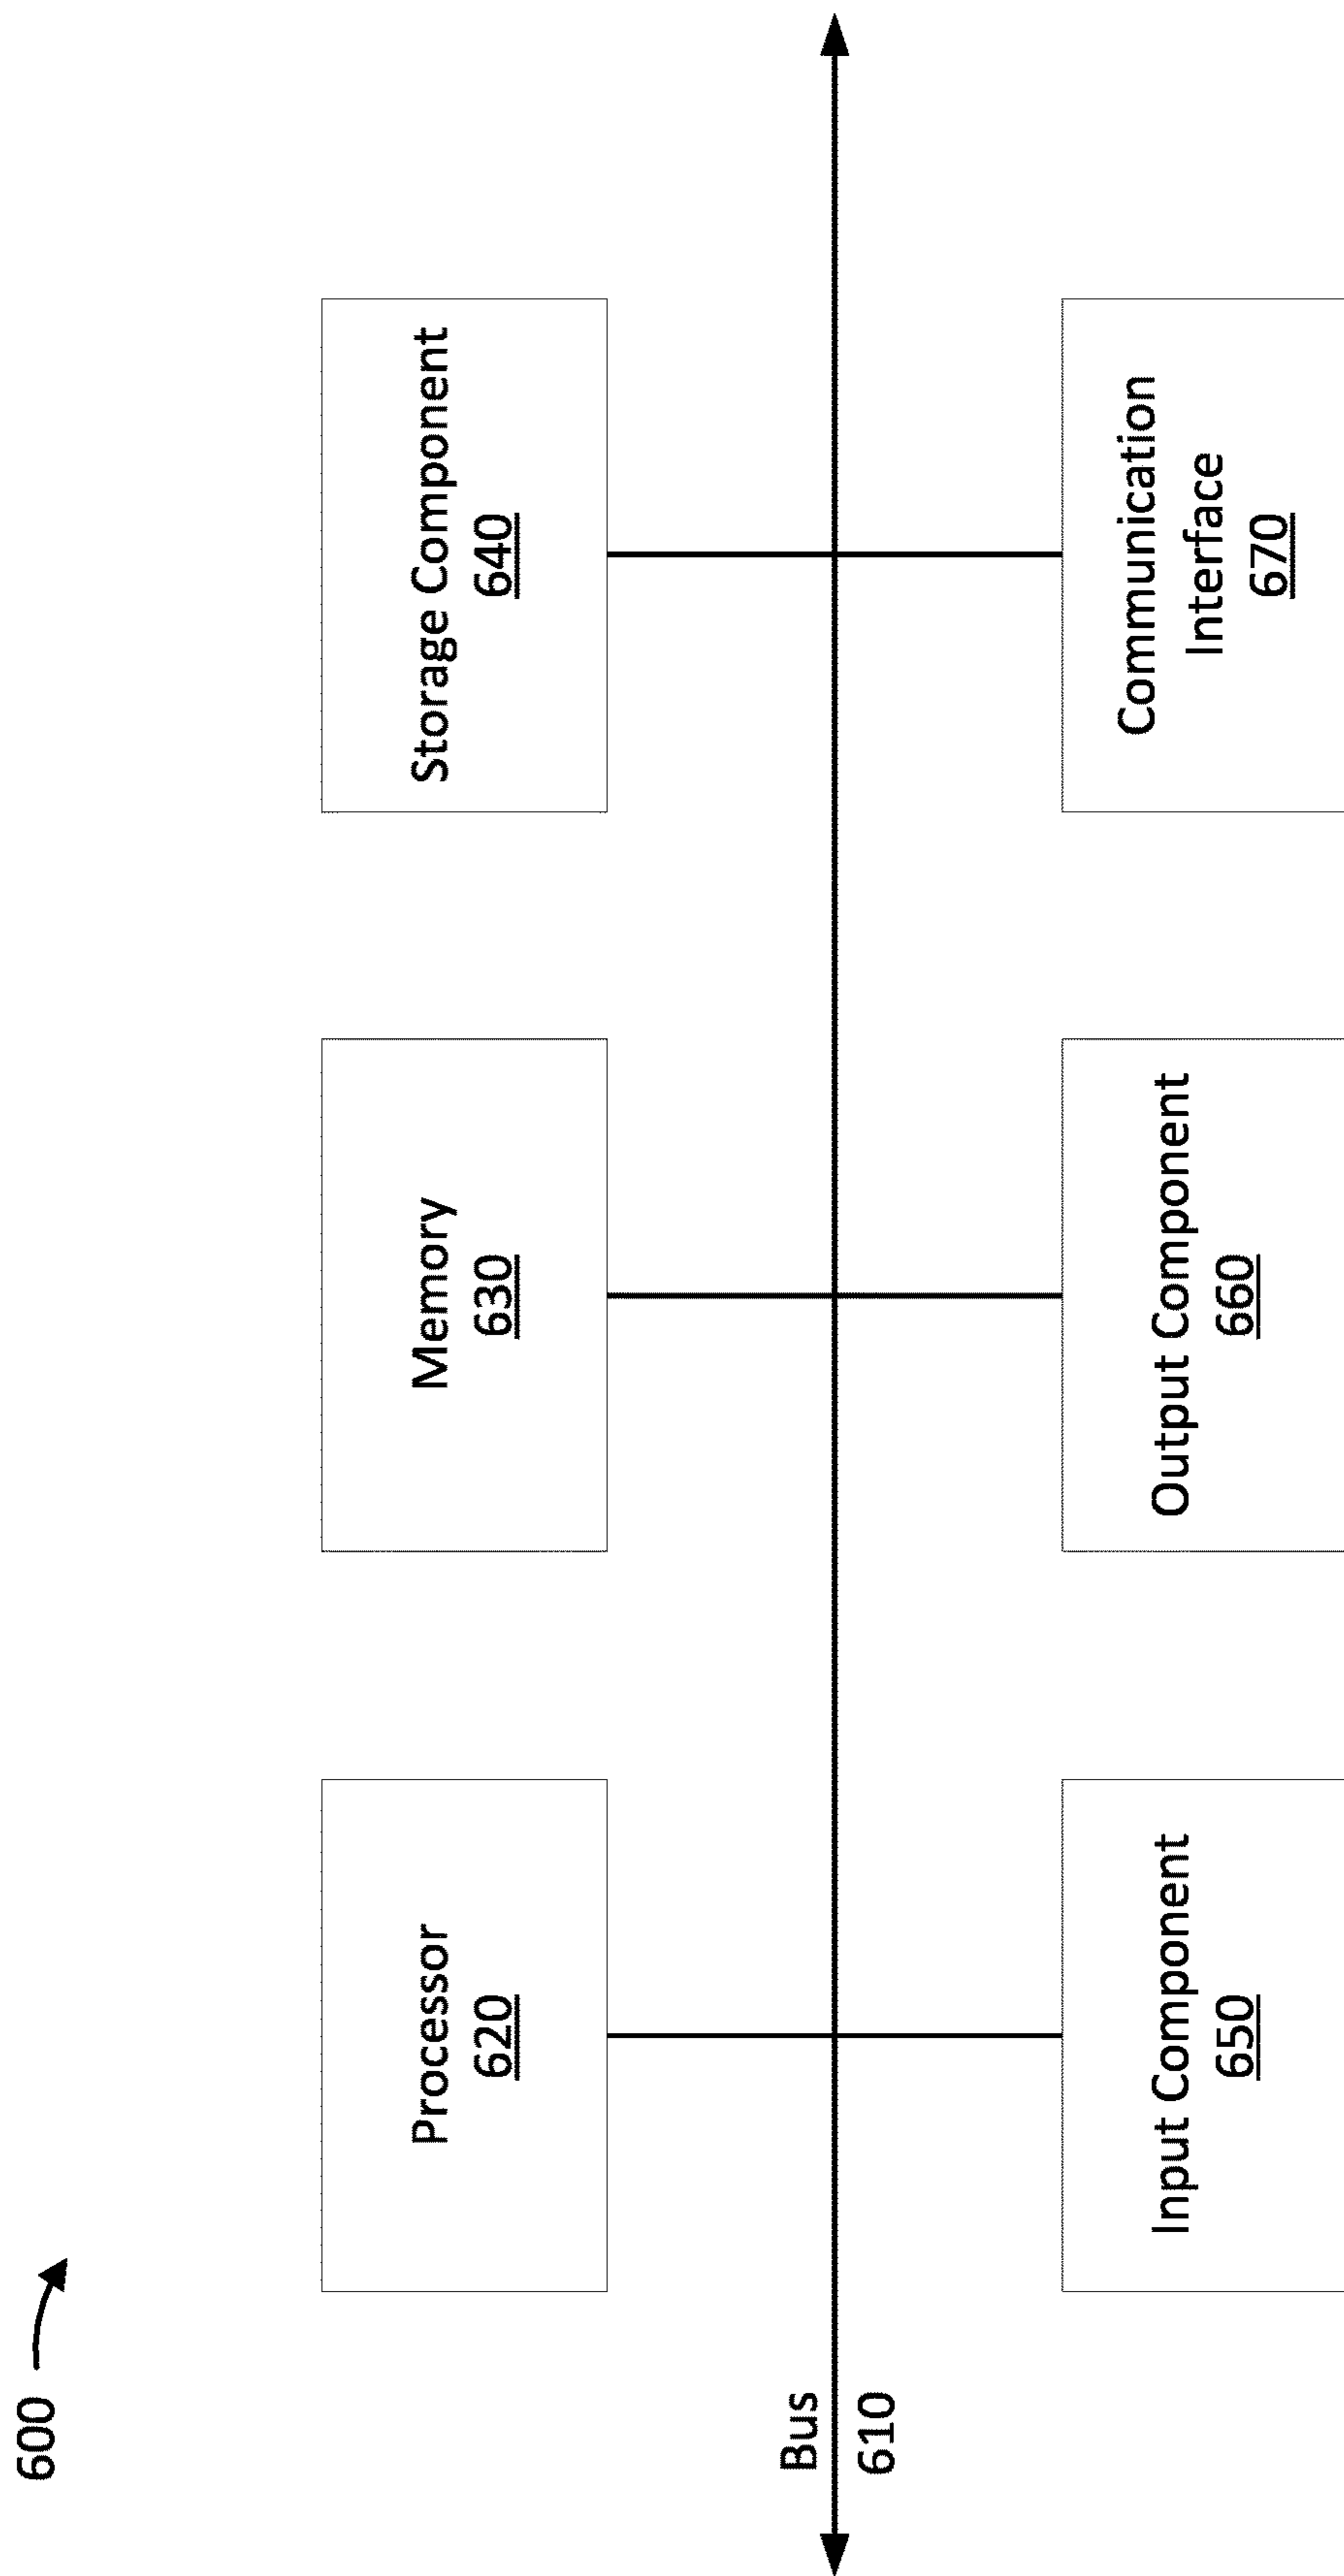 600
Processor
620
Memory
630
Storage Component
640
Bus
610
Input Component
650
Output Component
660
Communication
Interface
670